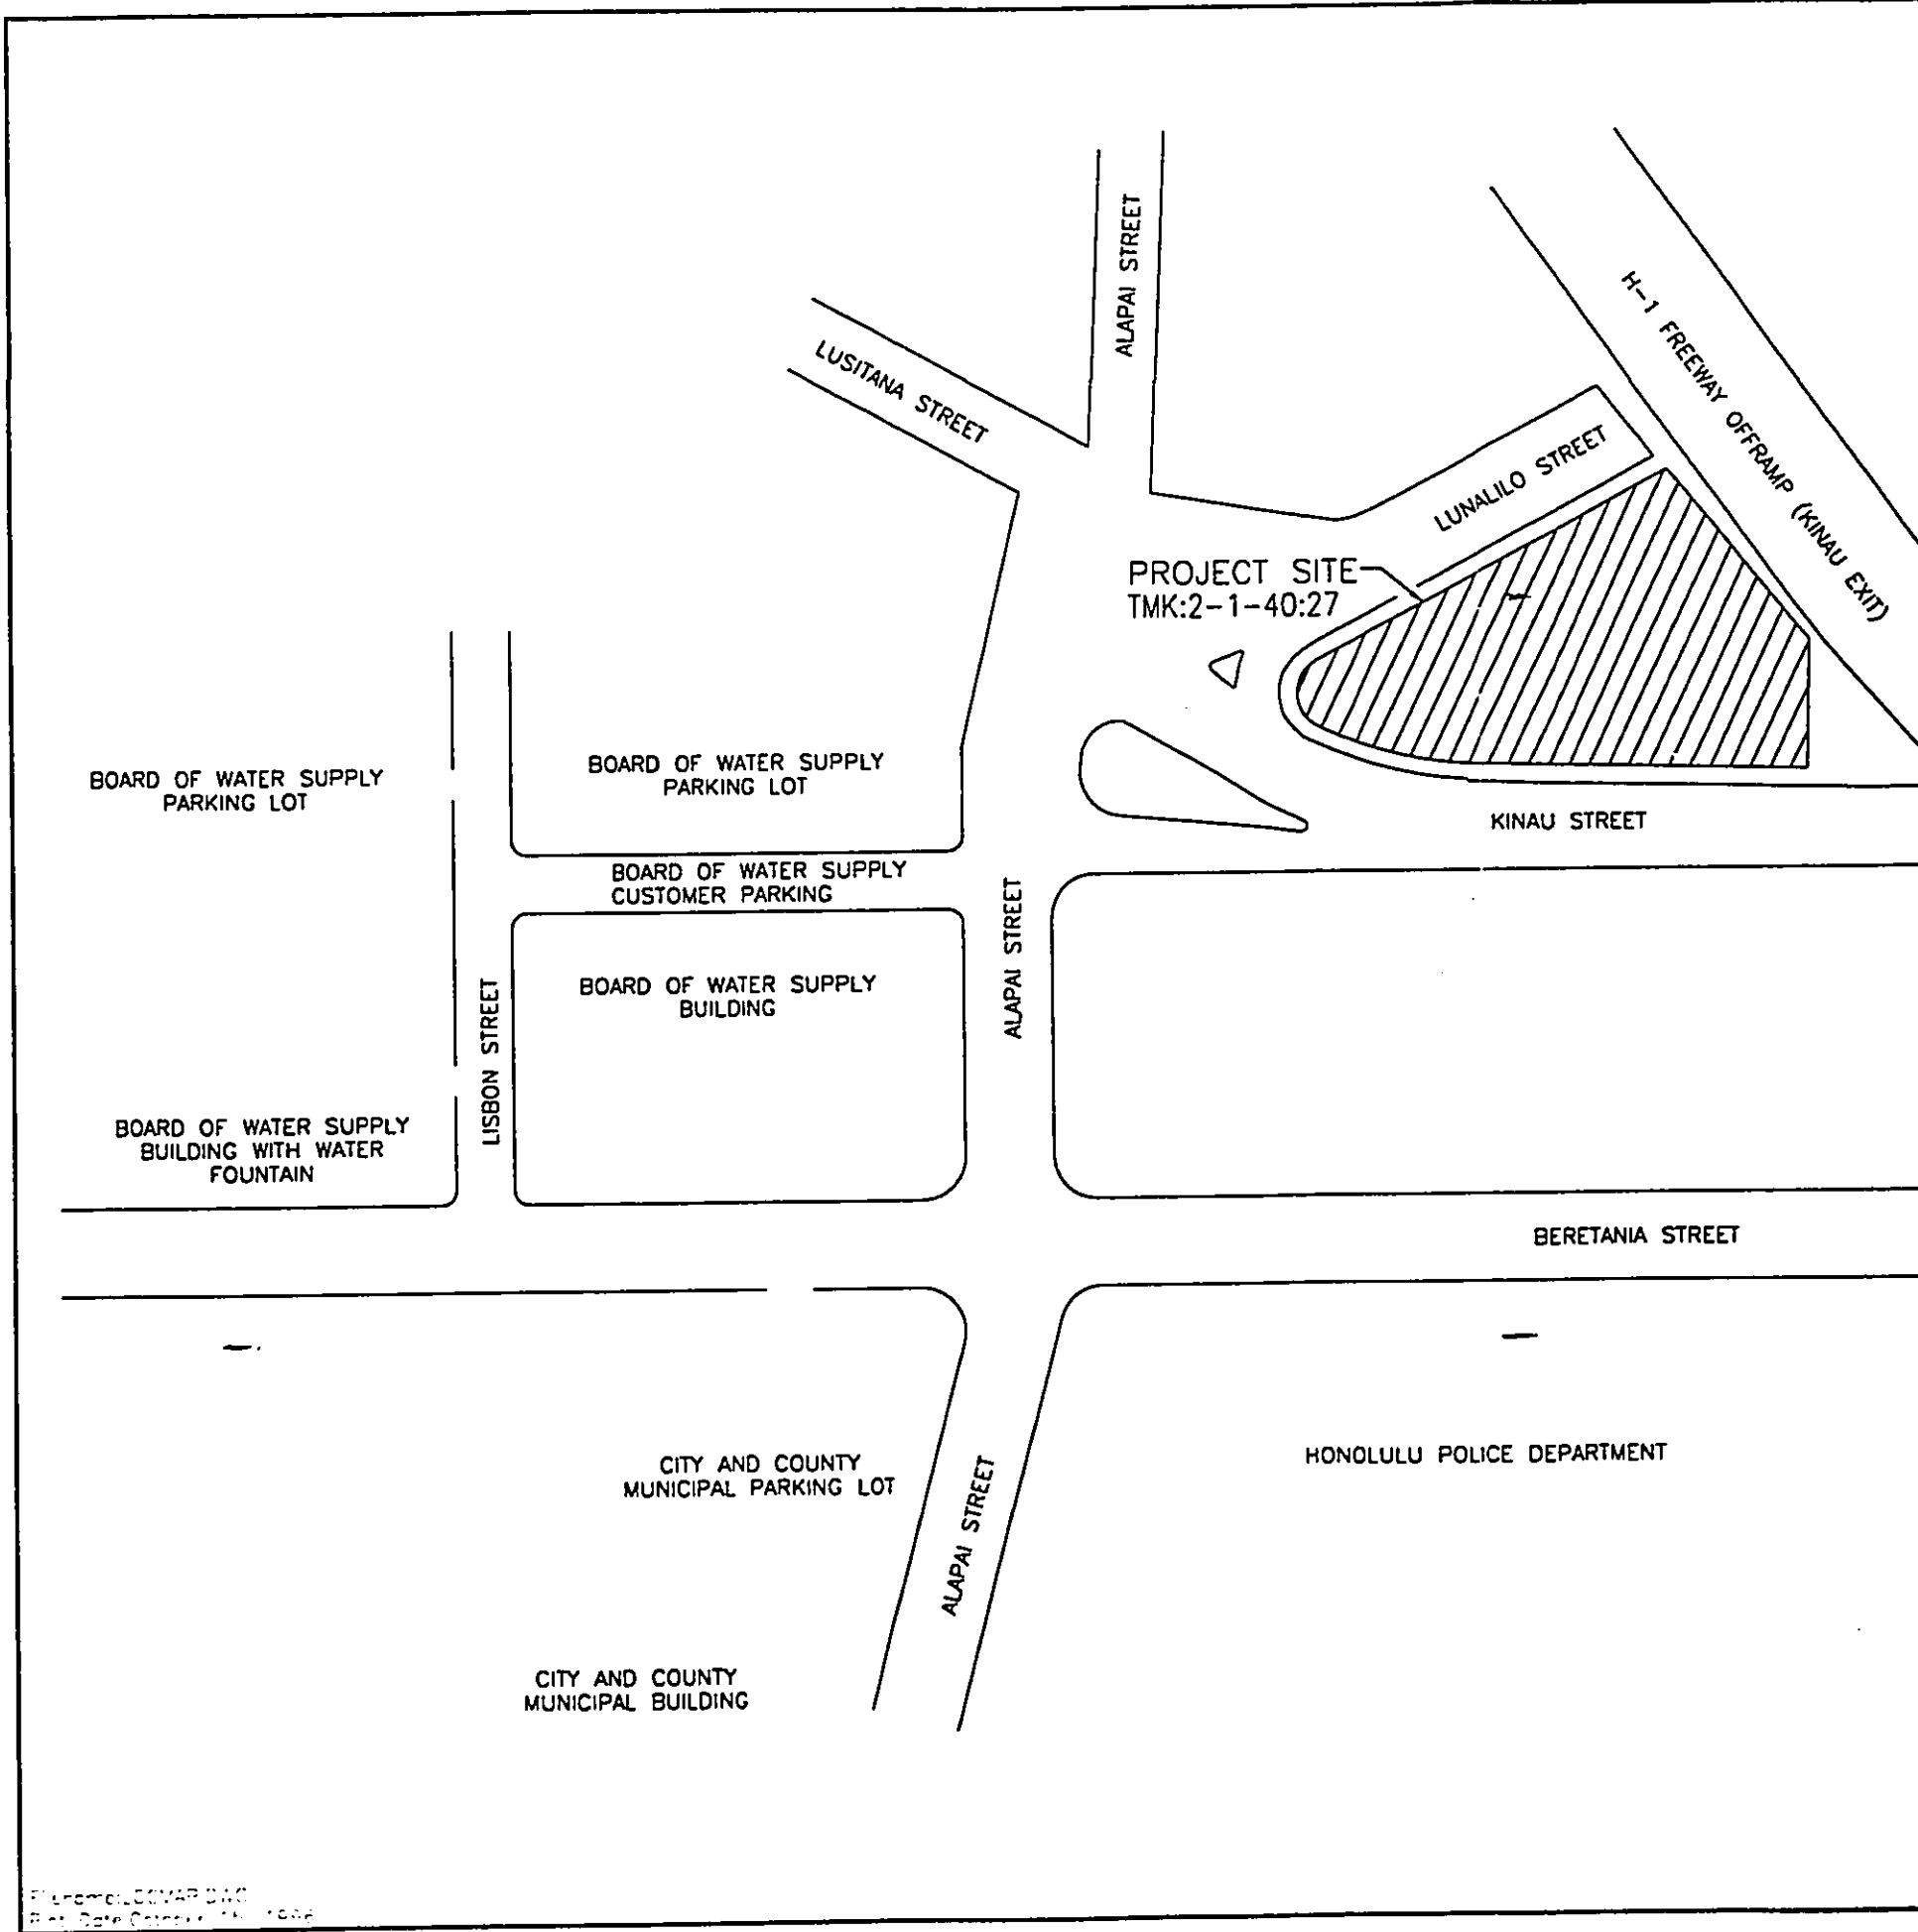 ALAPAI STREET
H-1 FREEWAY OFFRAMP (KINAU EXIT)
LUSITANA STREET
LUNALILO STREET
PROJECT SITE
TMK:2-1-40:27
BOARD OF WATER SUPPLY
PARKING LOT
BOARD OF WATER SUPPLY
PARKING LOT
KINAU STREET
BOARD OF WATER SUPPLY
CUSTOMER PARKING
ALAPAI STREET
BOARD OF WATER SUPPLY
BUILDING
LISBON STREET
BOARD OF WATER SUPPLY
BUILDING WITH WATER
FOUNTAIN
BERETANIA STREET
CITY AND COUNTY
MUNICIPAL PARKING LOT
HONOLULU POLICE DEPARTMENT
ALAPAI STREET
CITY AND COUNTY
MUNICIPAL BUILDING